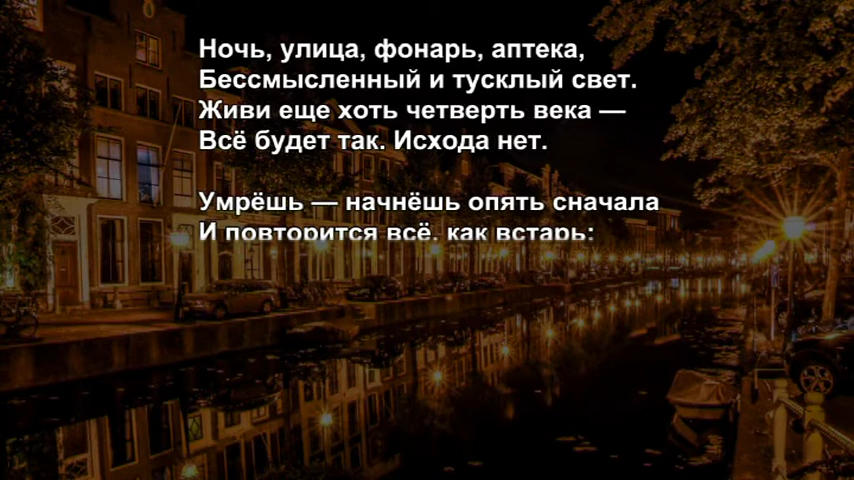 Ночь, улица, фонарь, аптека,
Бессмысленный и тусклый свет.
Живи еще хоть четверть века —
Всё будет так. Исхода нет.
Умрёшь — начнёшь опять сначала
И повторится всё, как встарь: